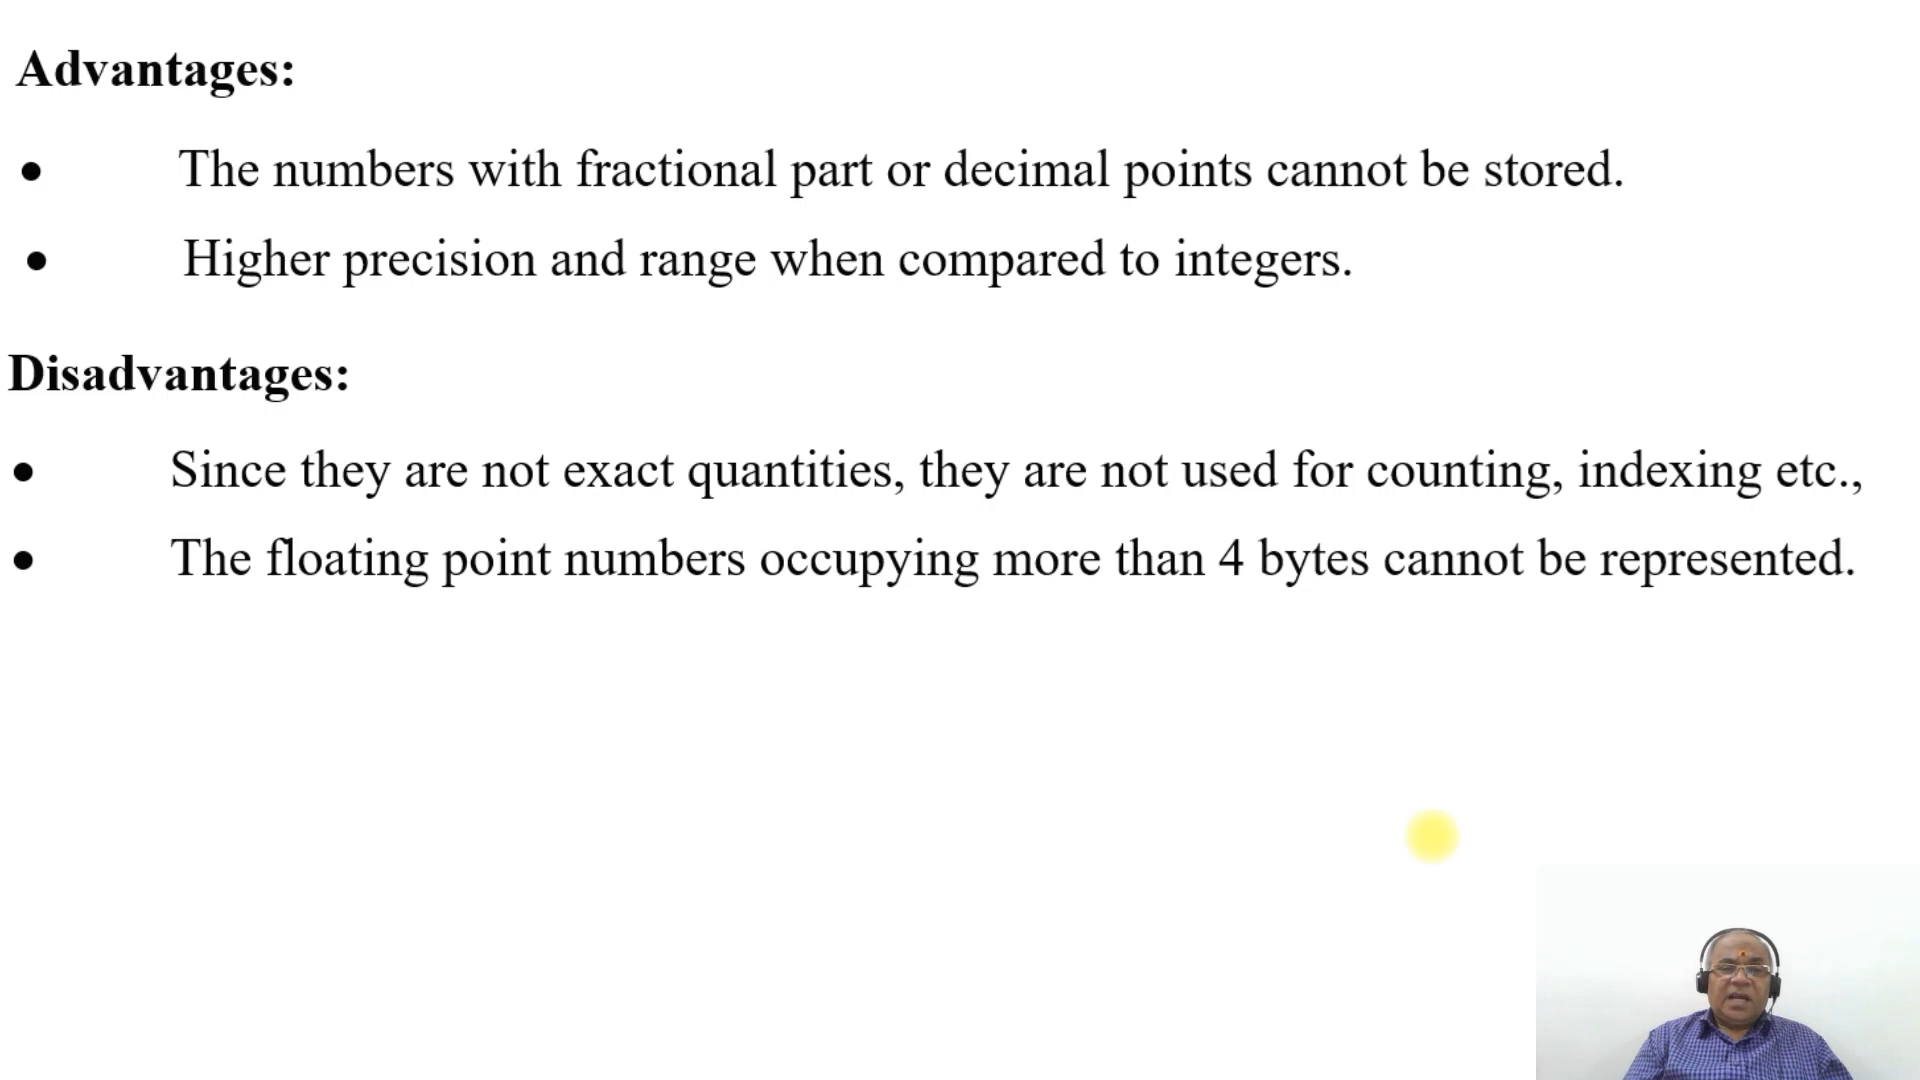 Advantages:
• The numbers with fractional part or decimal points cannot be stored.
• Higher precision and range when compared to integers.
Disadvantages:
• Since they are not exact quantities, they are not used for counting, indexing etc.,
• The floating point numbers occupying more than 4 bytes cannot be represented.